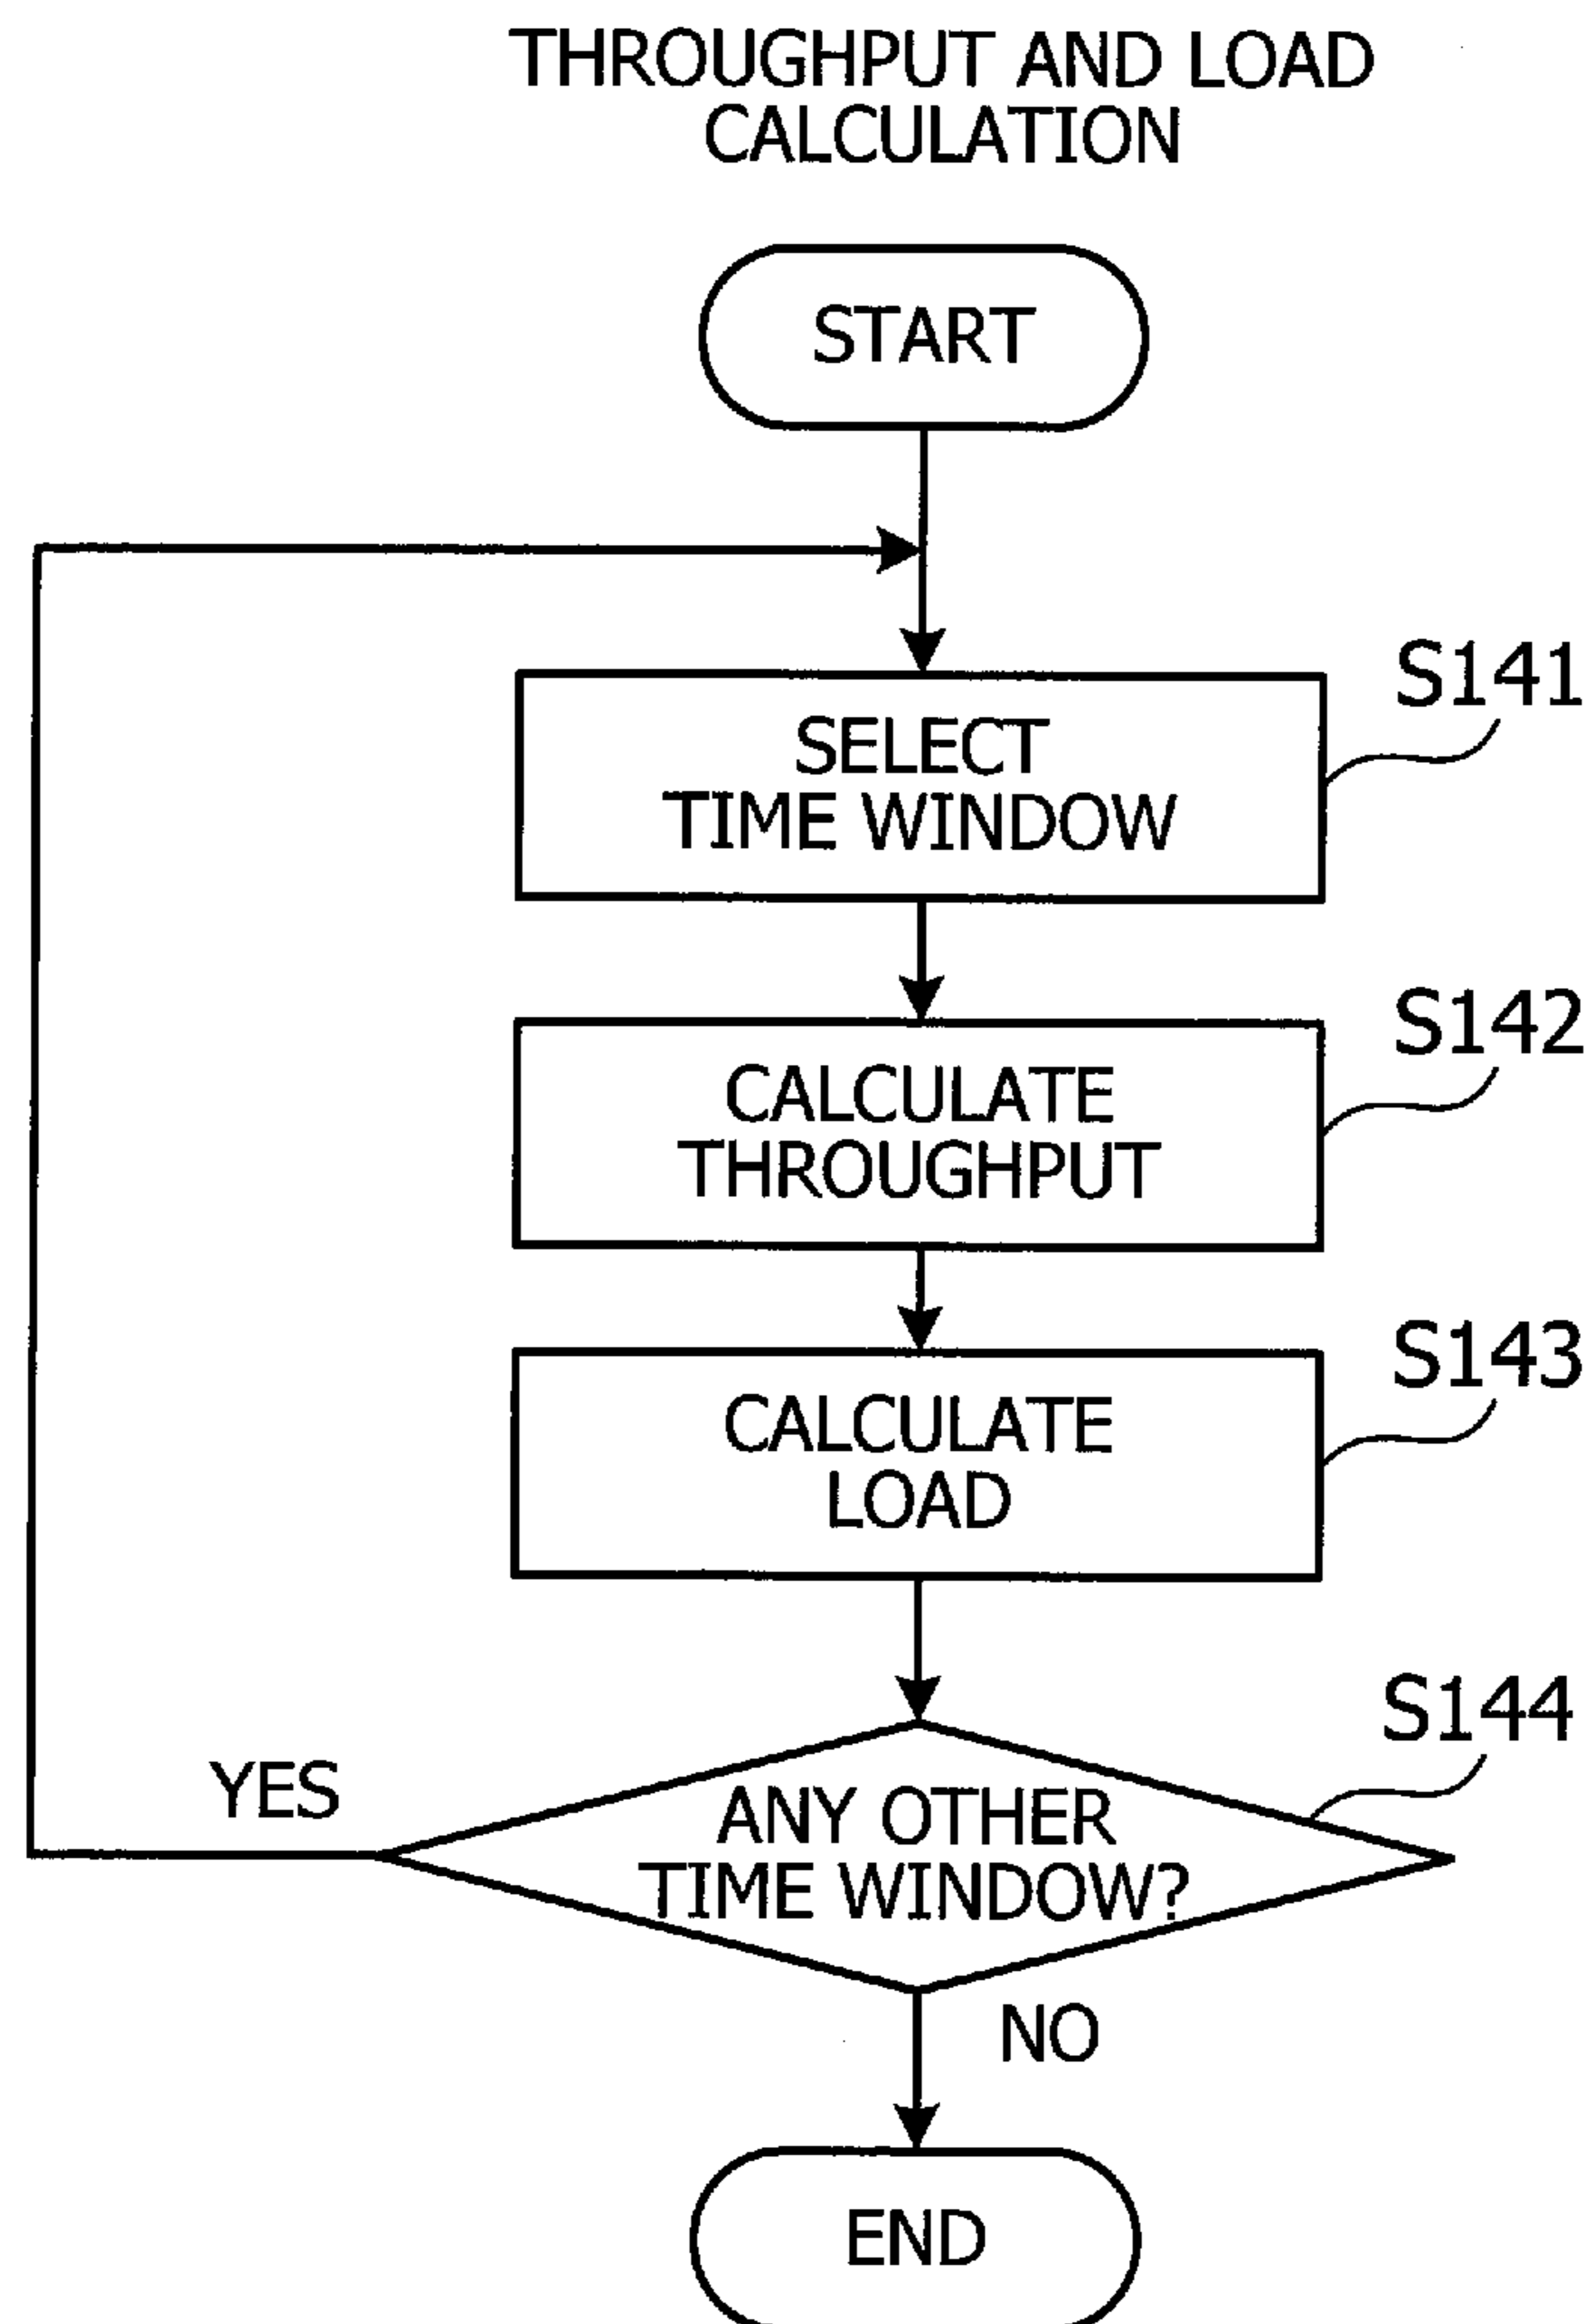 THROUGHPUT AND LOAD
CALCULATION
START
S141
SELECT
TIME WINDOW
S142
CALCULATE
THROUGHPUT
S143
CALCULATE
LOAD
S144
YES
ANY OTHER
TIME WINDOW?
NO
END